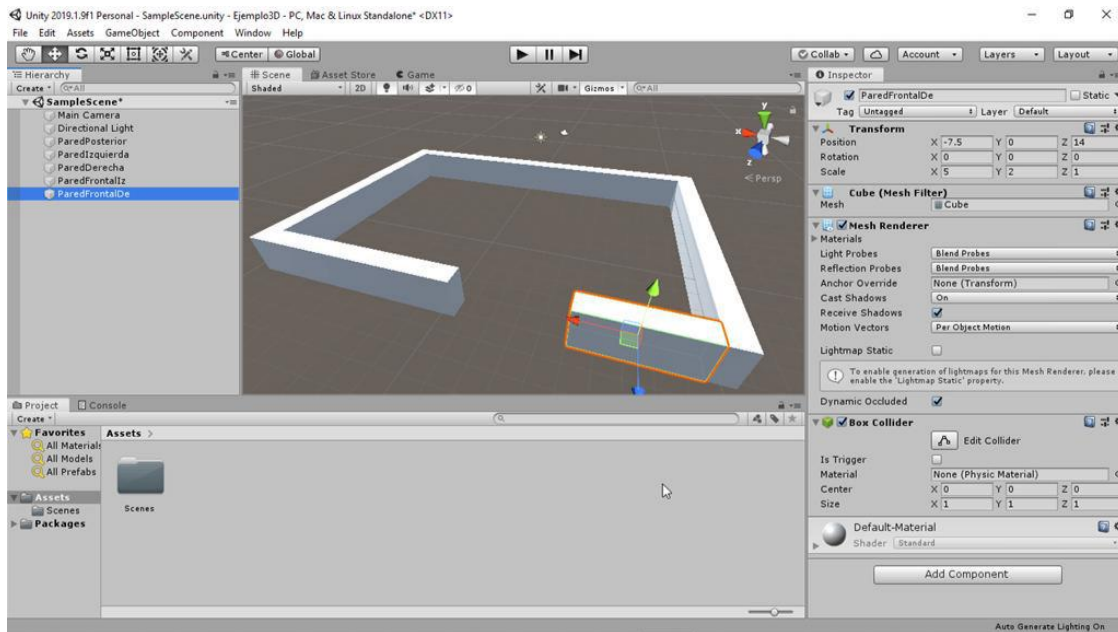 Unity 2019.1.9f1 Personal - SampleScene.unity - Ejemplo3D - PC, Mac & Linux Standalone* <DX11>
File Edit Assets GameObject Component Window Help
Center Global Collab Account Layers Layout
Hierarchy
Create All
SampleScene*
Main Camera
Directional Light
ParedPosterior
ParedIzquierda
ParedDerecha
ParedFrontalIz
ParedFrontalDe
Scene Asset Store Game
Shaded 2D 0 Gizmos All
y
x
z
Persp
Inspector
ParedFrontalDe Static
Tag Untagged Layer Default
Transform
Position X -7.5 Y 0 Z 14
Rotation X 0 Y 0 Z 0
Scale X 5 Y 2 Z 1
Cube (Mesh Filter)
Mesh Cube
Mesh Renderer
Materials
Light Probes Blend Probes
Reflection Probes Blend Probes
Anchor Override None (Transform)
Cast Shadows On
Receive Shadows
Motion Vectors Per Object Motion
Lightmap Static
To enable generation of lightmaps for this Mesh Renderer, please
enable the 'Lightmap Static' property.
Dynamic Occluded
Box Collider
Edit Collider
Is Trigger
Material None (Physic Material)
Center X 0 Y 0 Z 0
Size X 1 Y 1 Z 1
Default-Material
Shader Standard
Add Component
Project Console
Create
Favorites
All Materials
All Models
All Prefabs
Assets
Scenes
Packages
Assets >
Scenes
Auto Generate Lighting On